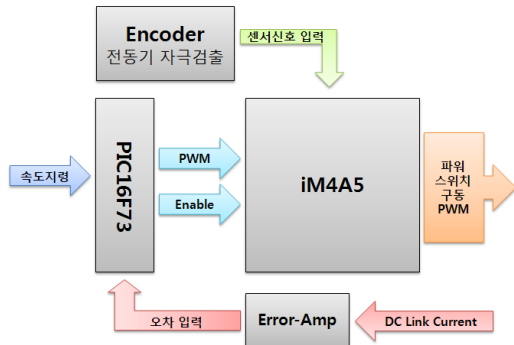 Encoder
전동기 자극검출
센서신호 입력
속도지령
PIC16F73
PWM
Enable
iM4A5
파워
스위치
구동
PWM
오차 입력
Error-Amp
DC Link Current